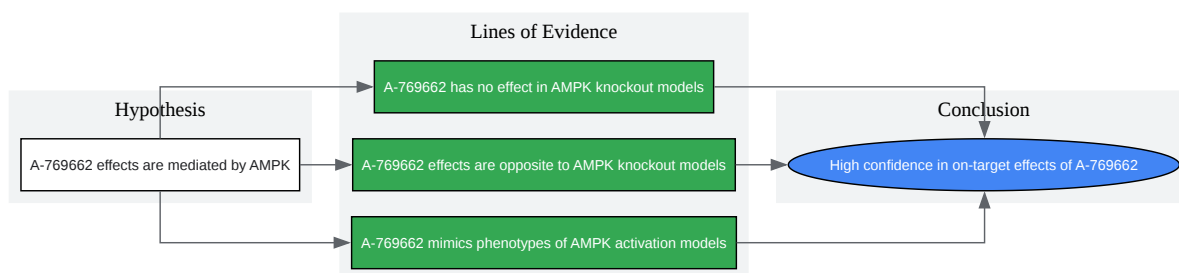 Lines of Evidence
A-769662 has no effect in AMPK knockout models
Hypothesis
Conclusion
A-769662 effects are mediated by AMPK
A-769662 effects are opposite to AMPK knockout models
High confidence in on-target effects of A-769662
A-769662 mimics phenotypes of AMPK activation models